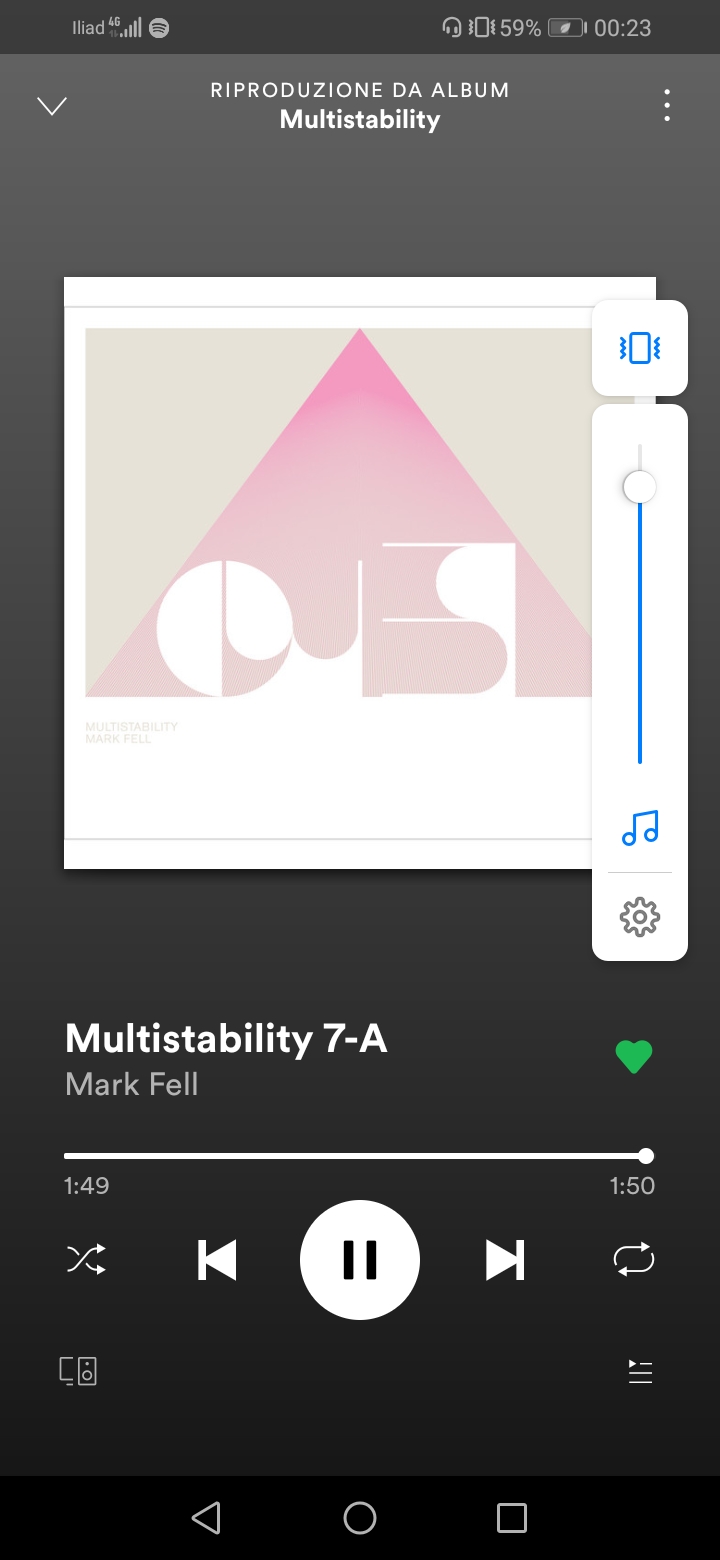 Iliad 4G 59% 00:23
RIPRODUZIONE DA ALBUM
Multistability
MULTISTABILITY
MARK FELL
Multistability 7-A
Mark Fell
1:49 1:50